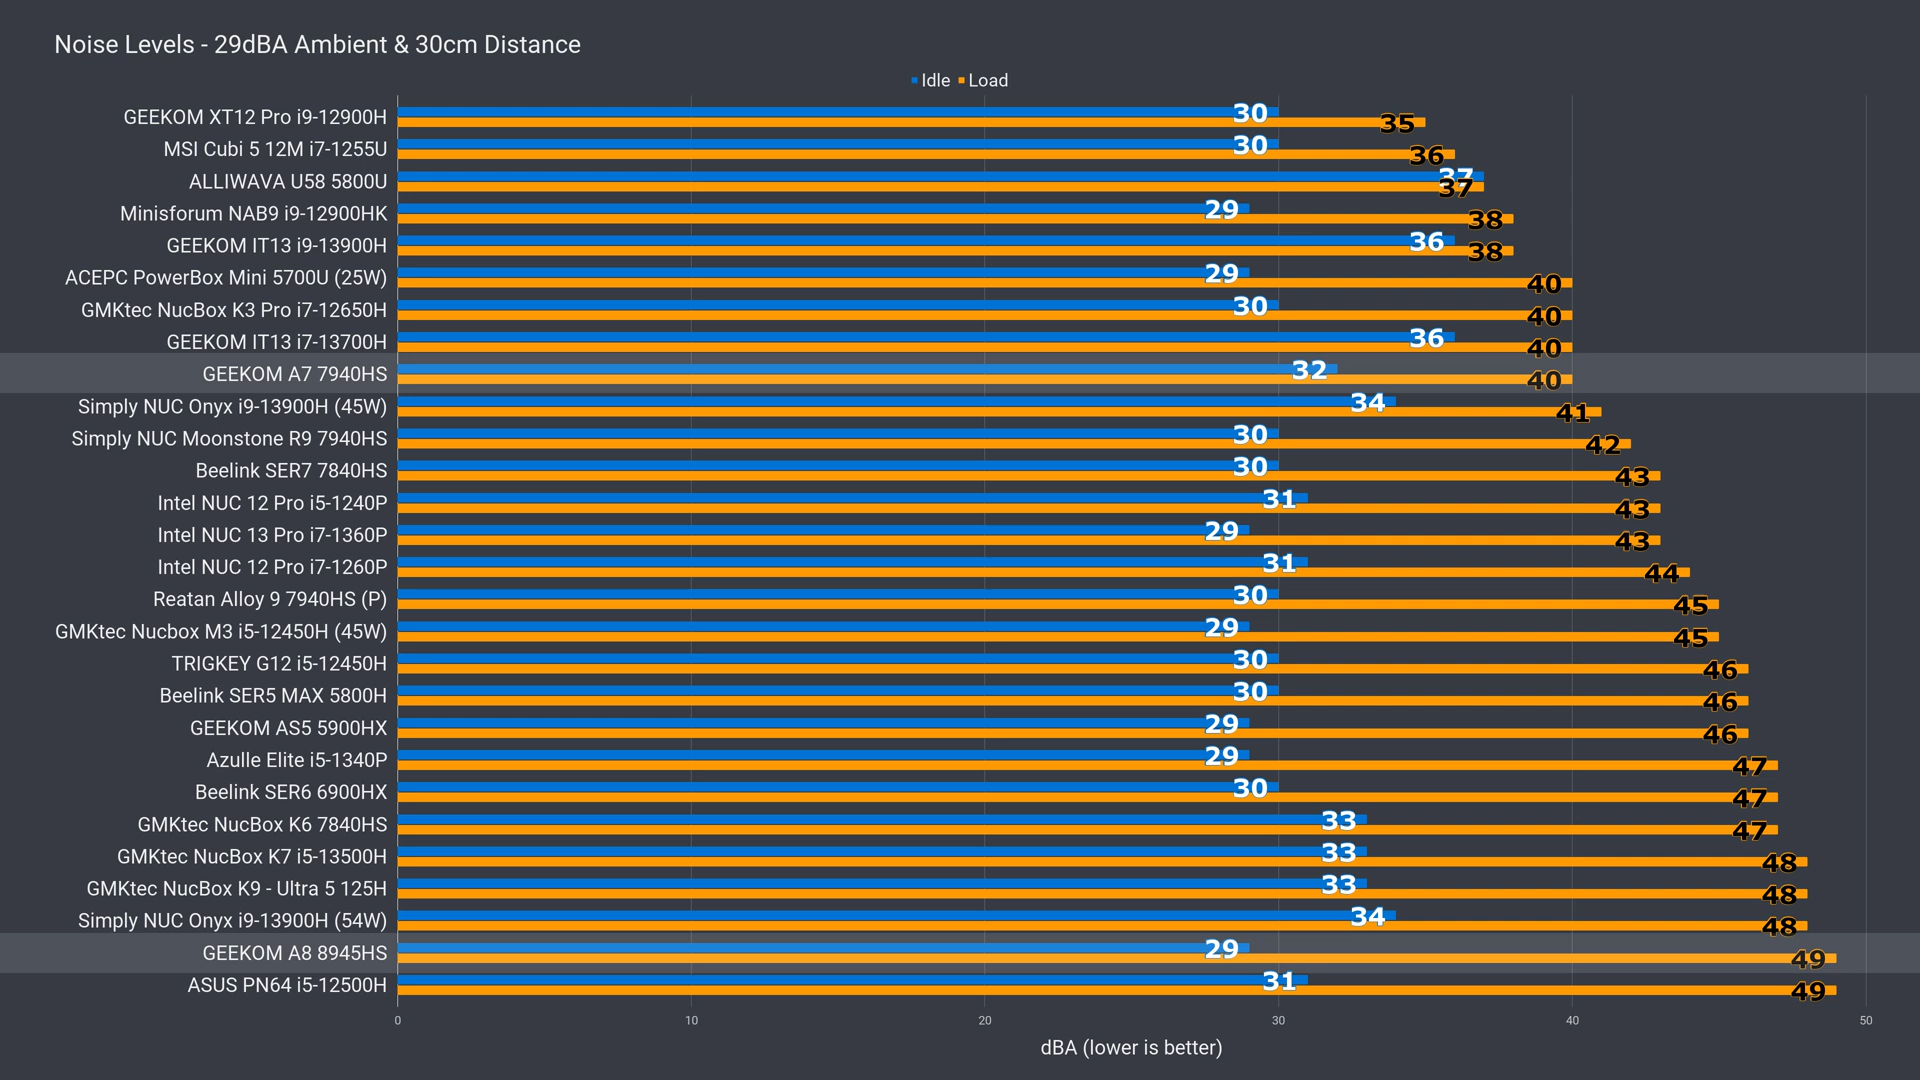 Noise Levels - 29dBA Ambient & 30cm Distance
Idle Load
GEEKOM XT12 Pro i9-12900H 30 35
MSI Cubi 5 12M i7-1255U 30 36
ALLIWAVA U58 5800U 37 37
Minisforum NAB9 i9-12900HK 29 38
GEEKOM IT13 i9-13900H 36 38
ACEPC PowerBox Mini 5700U (25W) 29 40
GMKtec NucBox K3 Pro i7-12650H 30 40
GEEKOM IT13 i7-13700H 36 40
GEEKOM A7 7940HS 32 40
Simply NUC Onyx i9-13900H (45W) 34 41
Simply NUC Moonstone R9 7940HS 30 42
Beelink SER7 7840HS 30 43
Intel NUC 12 Pro i5-1240P 31 43
Intel NUC 13 Pro i7-1360P 29 43
Intel NUC 12 Pro i7-1260P 31 44
Reatan Alloy 9 7940HS (P) 30 45
GMKtec Nucbox M3 i5-12450H (45W) 29 45
TRIGKEY G12 i5-12450H 30 46
Beelink SER5 MAX 5800H 30 46
GEEKOM AS5 5900HX 29 46
Azulle Elite i5-1340P 29 47
Beelink SER6 6900HX 30 47
GMKtec NucBox K6 7840HS 33 47
GMKtec NucBox K7 i5-13500H 33 48
GMKtec NucBox K9 - Ultra 5 125H 33 48
Simply NUC Onyx i9-13900H (54W) 34 48
GEEKOM A8 8945HS 29 49
ASUS PN64 i5-12500H 31 49
0 10 20 30 40 50
dBA (lower is better)